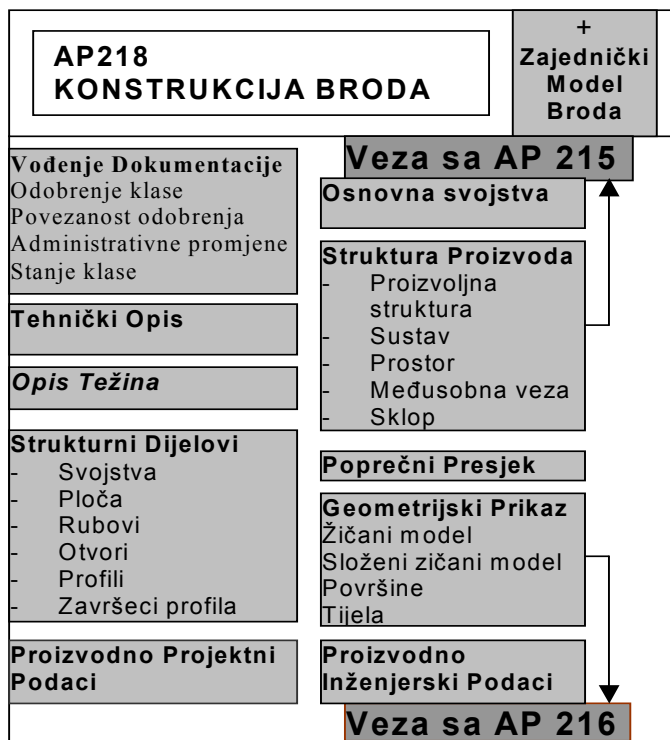 AP218
KONSTRUKCIJA BRODA
+
Zajednički
Model
Broda
Vođenje Dokumentacije
Odobrenje klase
Povezanost odobrenja
Administrativne promjene
Stanje klase
Tehnički Opis
Opis Težina
Strukturni Dijelovi
- Svojstva
- Ploča
- Rubovi
- Otvori
- Profili
- Završeci profila
Proizvodno Projektni
Podaci
Veza sa AP 215
Osnovna svojstva
Struktura Proizvoda
- Proizvoljna
struktura
- Sustav
- Prostor
- Međusobna veza
- Sklop
Poprečni Presjek
Geometrijski Prikaz
Žičani model
Složeni zičani model
Površine
Tijela
Proizvodno
Inženjerski Podaci
Veza sa AP 216